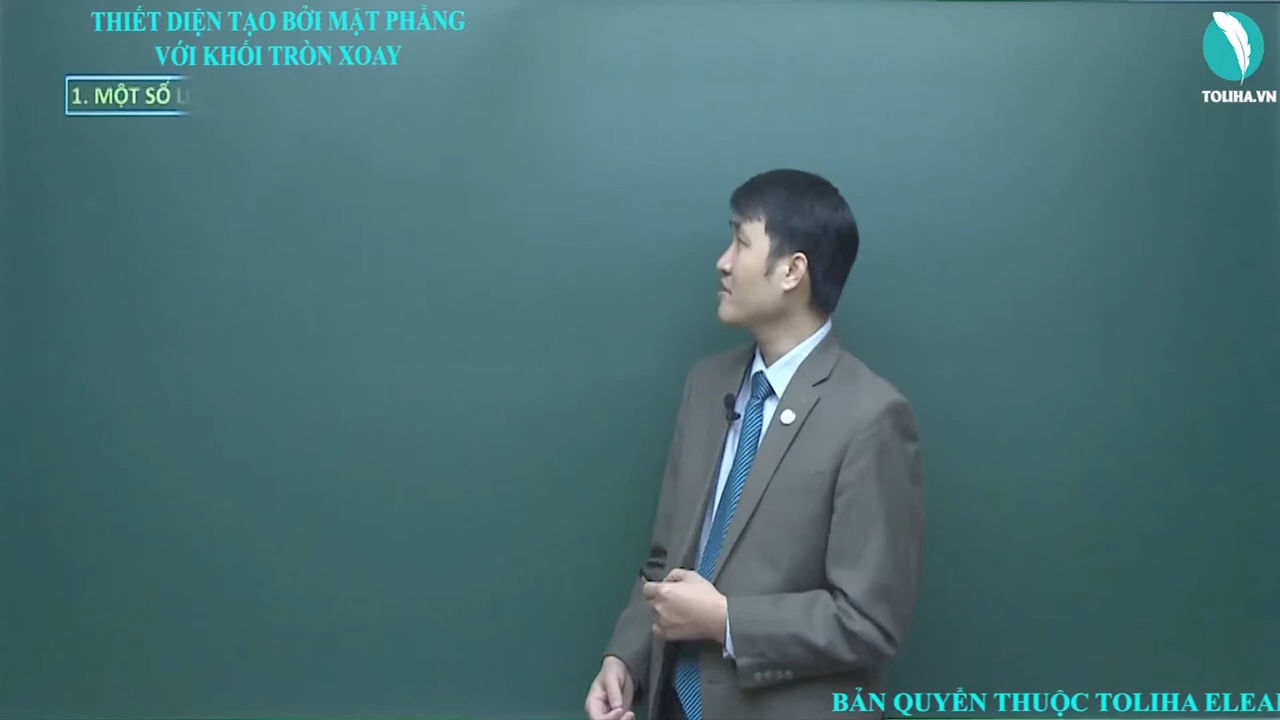 THIẾT DIỆN TẠO BỞI MẶT PHẲNG
VỚI KHỐI TRÒN XOAY
1. MỘT SỐ
TOLIHA.VN
BẢN QUYỀN THUỘC TOLIHA